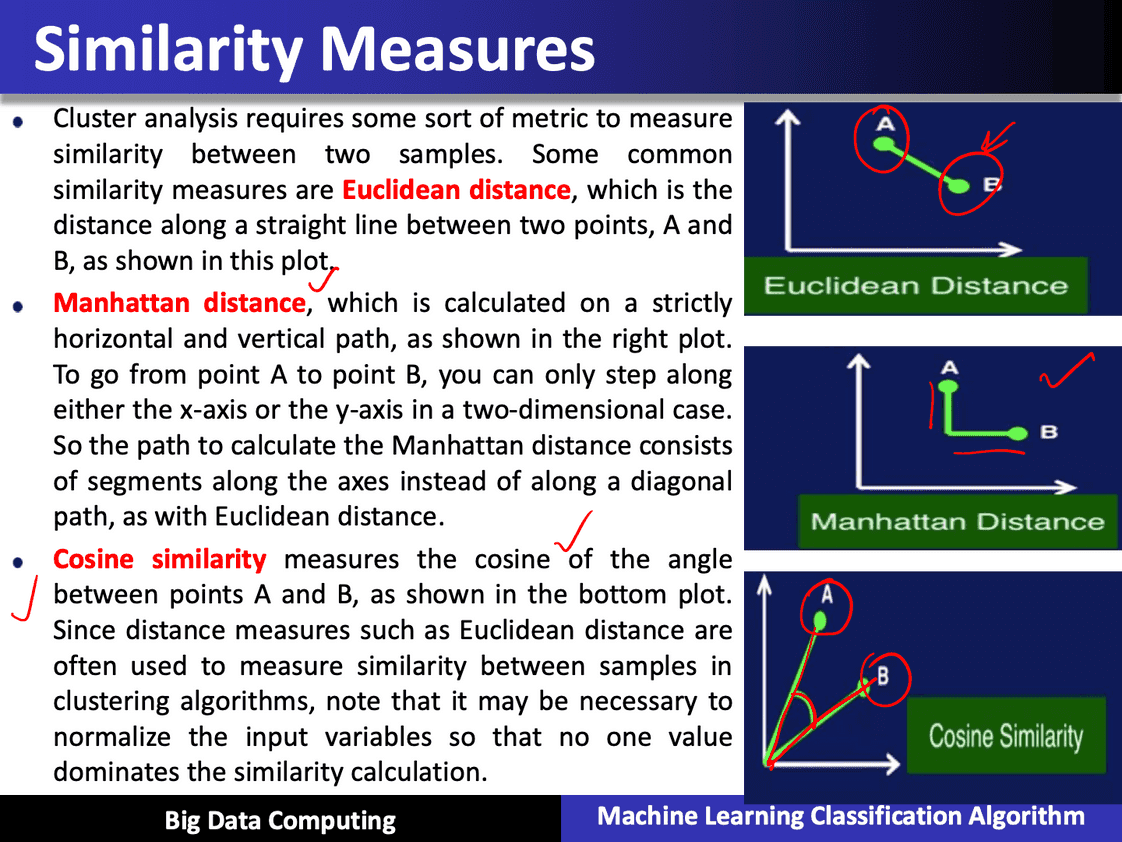 Similarity Measures
• Cluster analysis requires some sort of metric to measure
similarity between two samples. Some common
similarity measures are Euclidean distance, which is the
distance along a straight line between two points, A and
B, as shown in this plot.
• Manhattan distance, which is calculated on a strictly
horizontal and vertical path, as shown in the right plot.
To go from point A to point B, you can only step along
either the x-axis or the y-axis in a two-dimensional case.
So the path to calculate the Manhattan distance consists
of segments along the axes instead of along a diagonal
path, as with Euclidean distance.
• Cosine similarity measures the cosine of the angle
between points A and B, as shown in the bottom plot.
Since distance measures such as Euclidean distance are
often used to measure similarity between samples in
clustering algorithms, note that it may be necessary to
normalize the input variables so that no one value
dominates the similarity calculation.
A
B
Euclidean Distance
A
B
Manhattan Distance
A
B
Cosine Similarity
Big Data Computing
Machine Learning Classification Algorithm